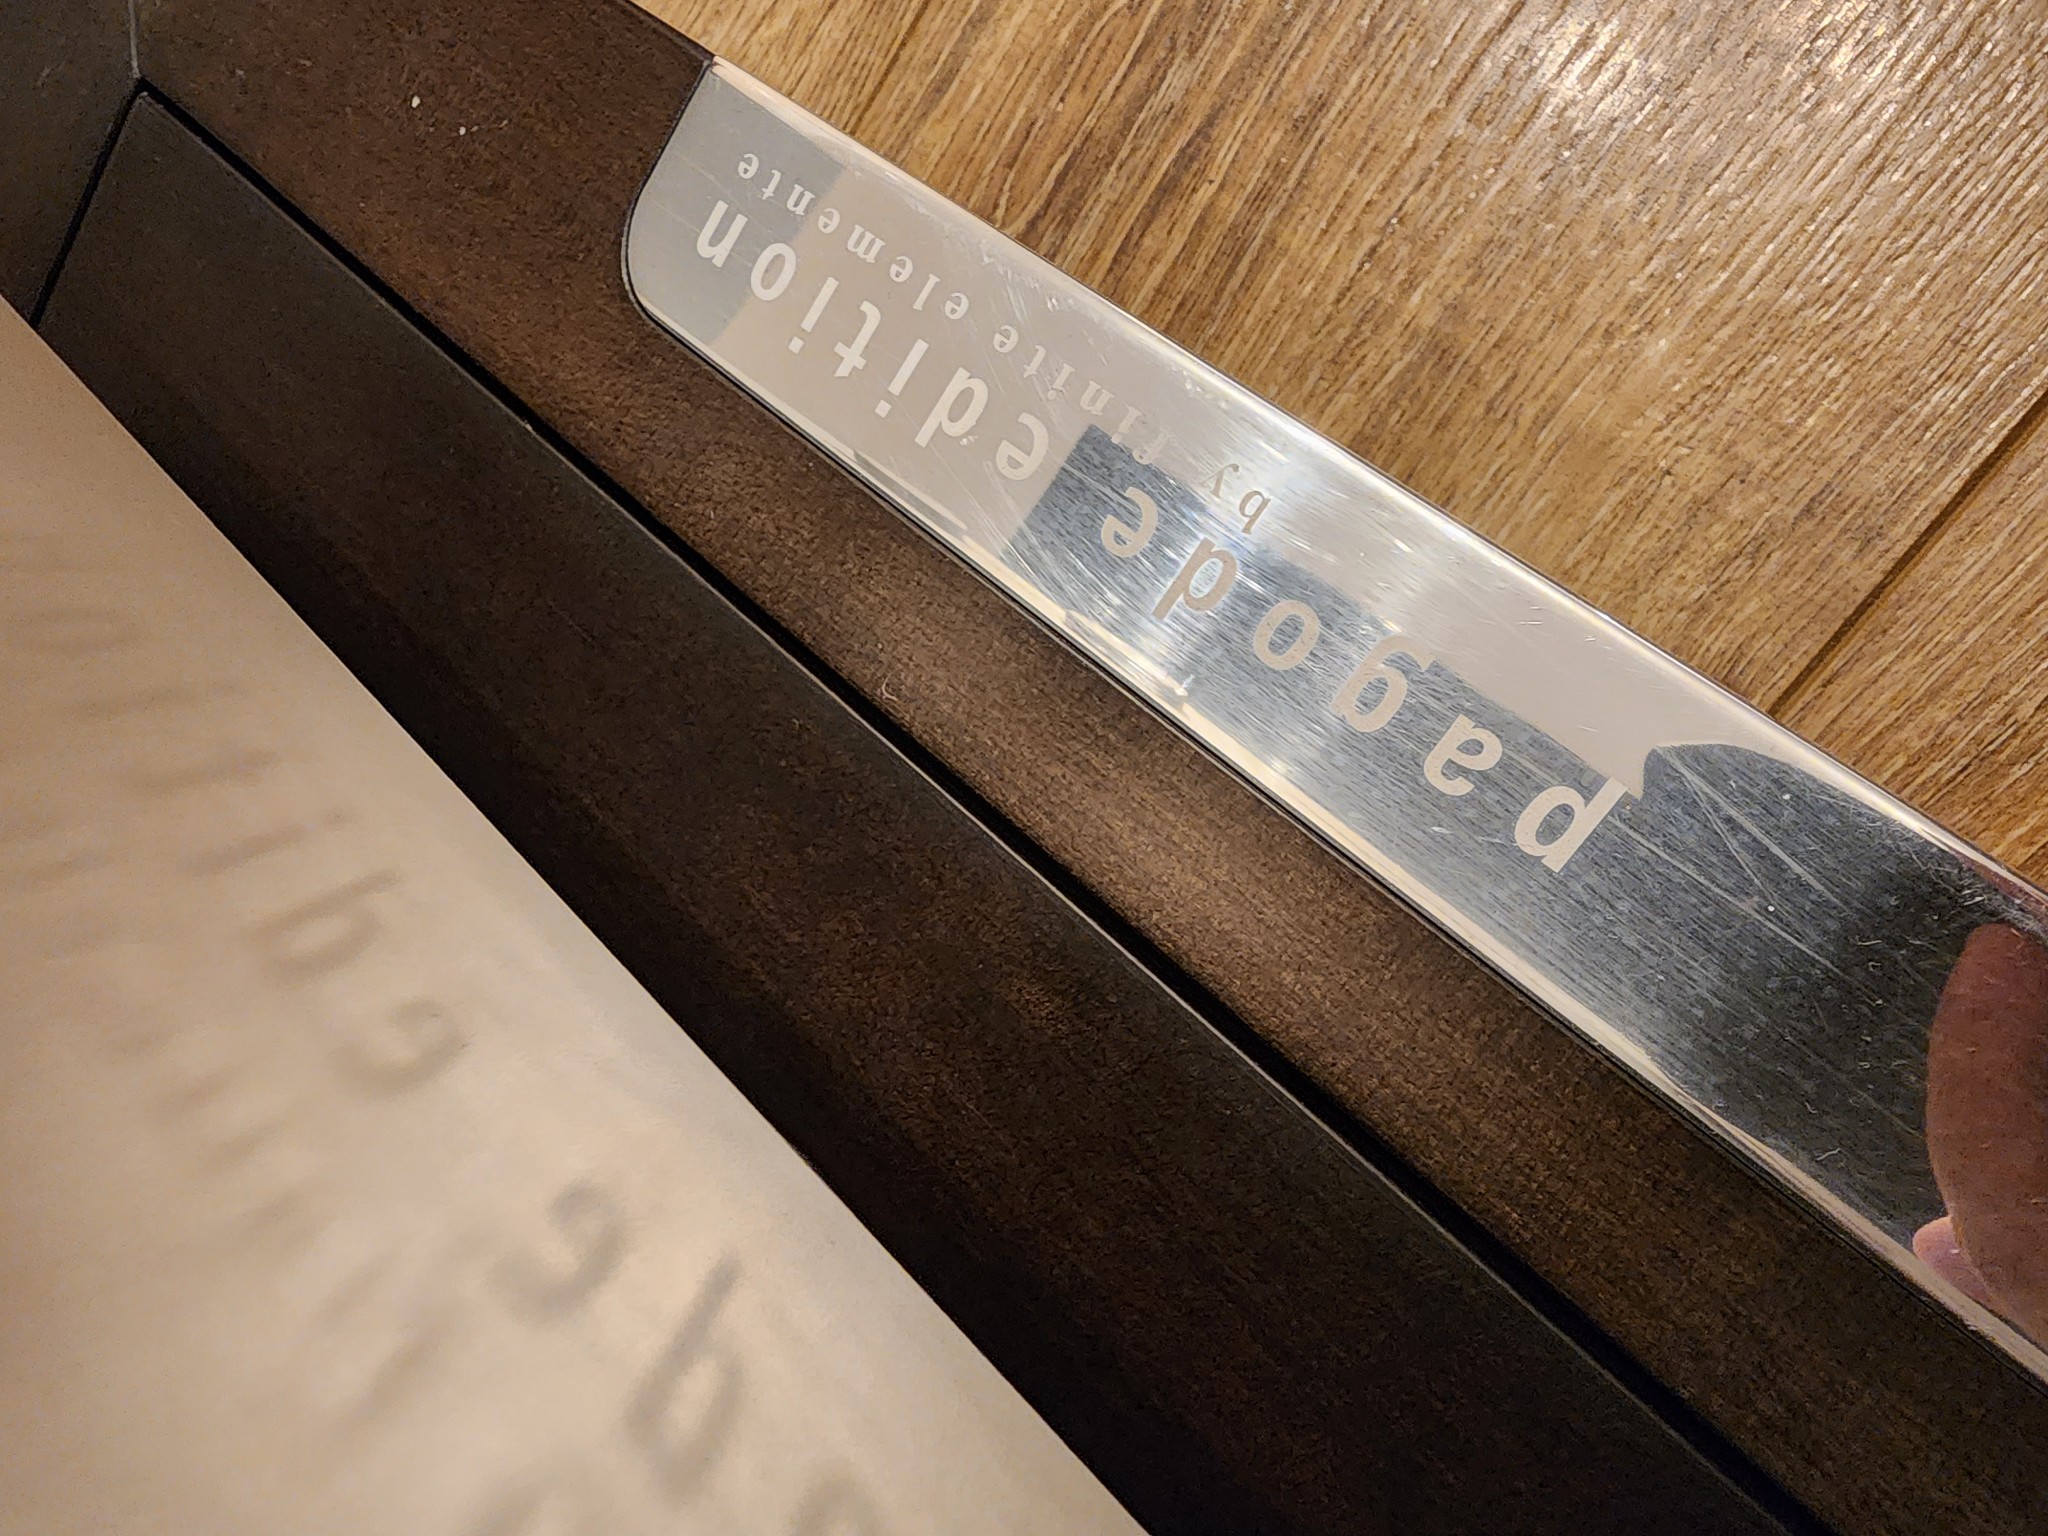 pagode edition
by finite elemente